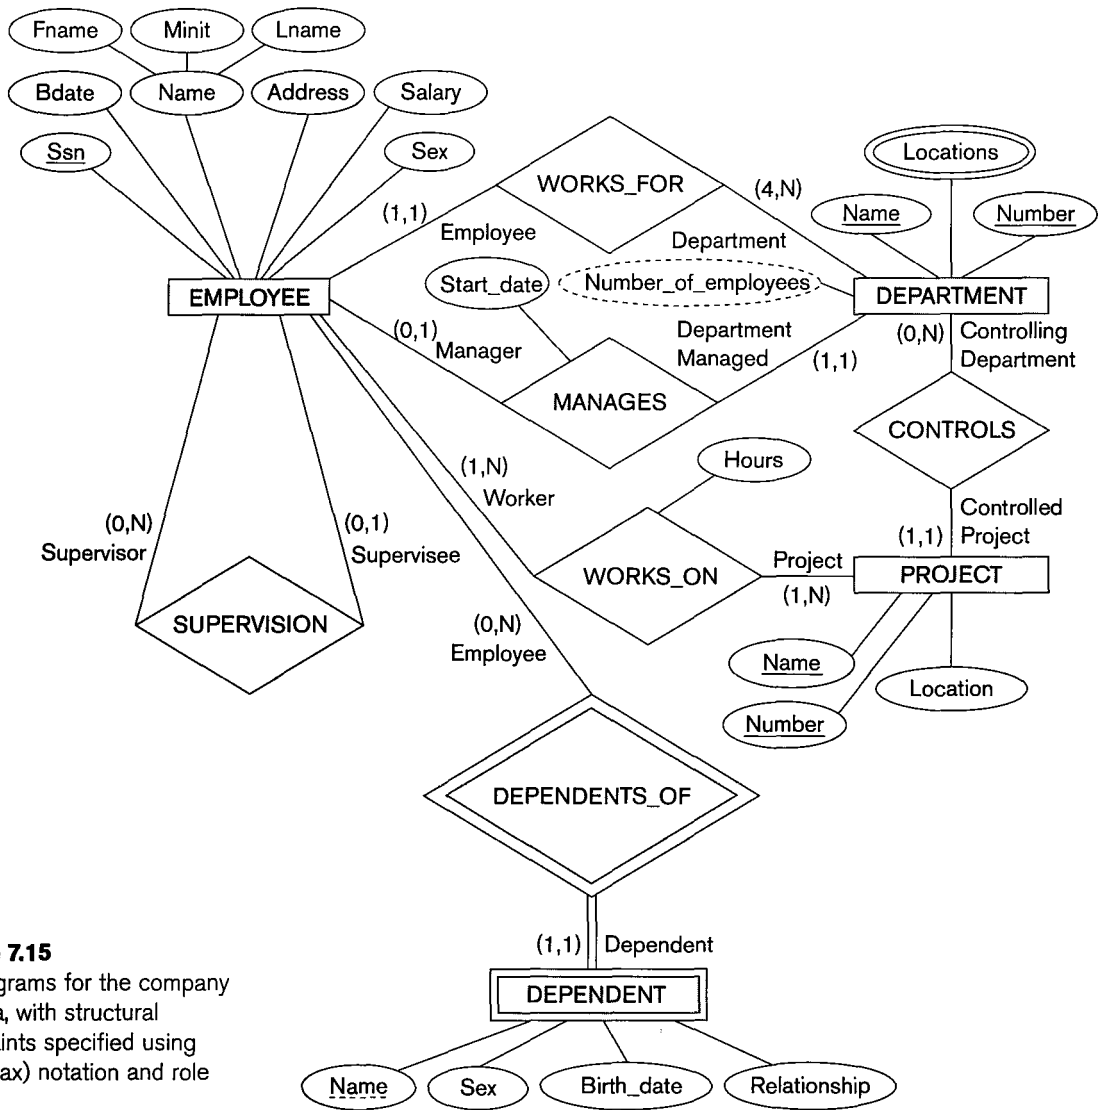 Fname
Minit
Lname
Bdate
Name
Address
Salary
Ssn
Sex
WORKS_FOR
Locations
(1,1)
Employee
(4,N)
Department
Name
Number
Start_date
Number_of_employees
EMPLOYEE
DEPARTMENT
(0,1)
Manager
Department
Managed
(1,1)
(0,N)
Controlling
Department
MANAGES
CONTROLS
Hours
(1,N)
Worker
(0,N)
Supervisor
(0,1)
Supervisee
Controlled
Project
(1,1)
WORKS_ON
Project
(1,N)
PROJECT
SUPERVISION
(0,N)
Employee
Name
Location
Number
DEPENDENTS_OF
(1,1)
Dependent
DEPENDENT
Name
Sex
Birth_date
Relationship
7.15
grams for the company
, with structural
ints specified using
ax) notation and role